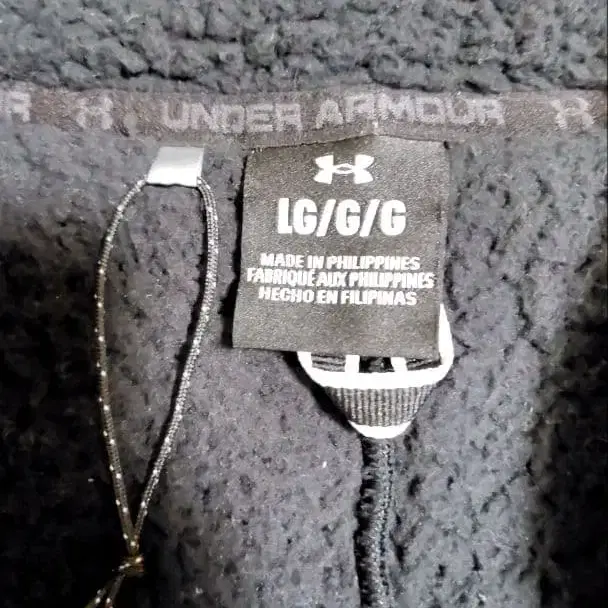 R UNDER ARMOUR
LG/G/G
MADE IN PHILIPPINES
FABRIQUÉ AUX PHILIPPINES
HECHO EN FILIPINAS